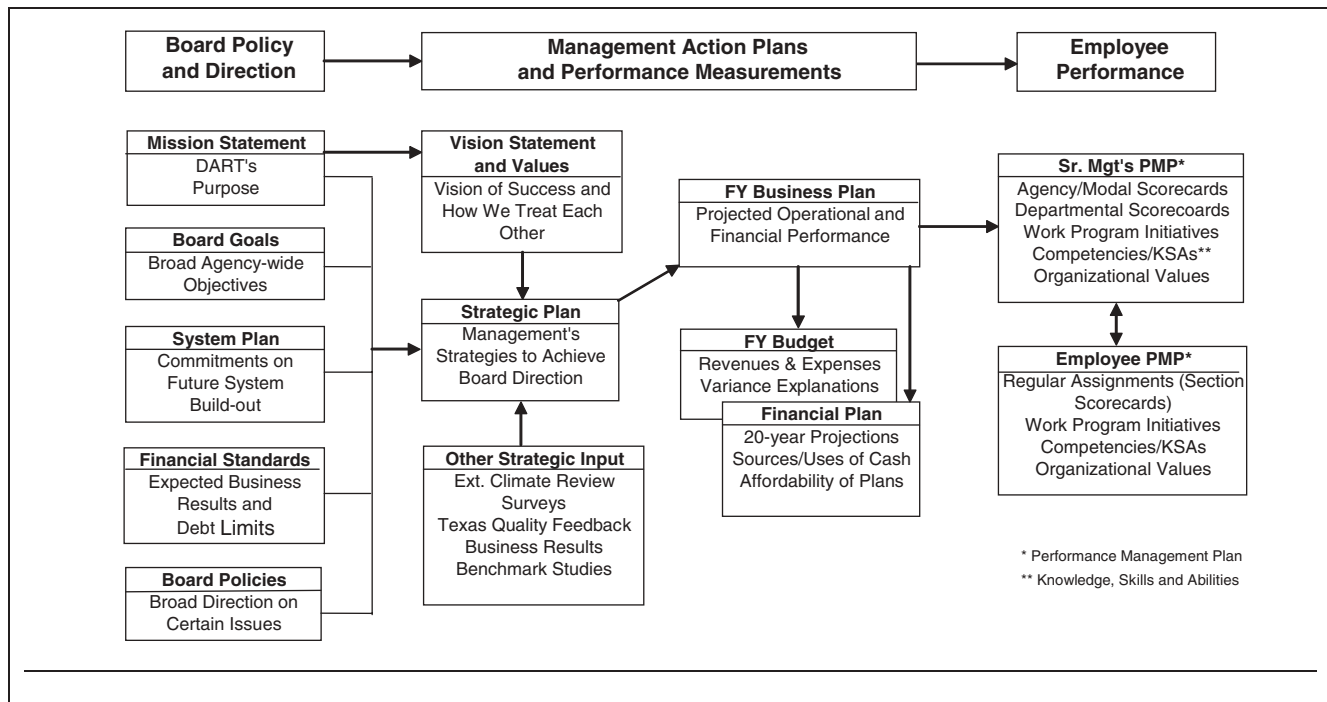 Board Policy
and Direction
Management Action Plans
and Performance Measurements
Employee
Performance
Mission Statement
DART's
Purpose
Board Goals
Broad Agency-wide
Objectives
System Plan
Commitments on
Future System
Build-out
Financial Standards
Expected Business
Results and
Debt Limits
Board Policies
Broad Direction on
Certain Issues
Vision Statement
and Values
Vision of Success and
How We Treat Each
Other
Strategic Plan
Management's
Strategies to Achieve
Board Direction
Other Strategic Input
Ext. Climate Review
Surveys
Texas Quality Feedback
Business Results
Benchmark Studies
FY Business Plan
Projected Operational and
Financial Performance
FY Budget
Revenues & Expenses
Variance Explanations
Financial Plan
20-year Projections
Sources/Uses of Cash
Affordability of Plans
Sr. Mgt's PMP*
Agency/Modal Scorecards
Departmental Scorecoards
Work Program Initiatives
Competencies/KSAs**
Organizational Values
Employee PMP*
Regular Assignments (Section
Scorecards)
Work Program Initiatives
Competencies/KSAs
Organizational Values
* Performance Management Plan
** Knowledge, Skills and Abilities